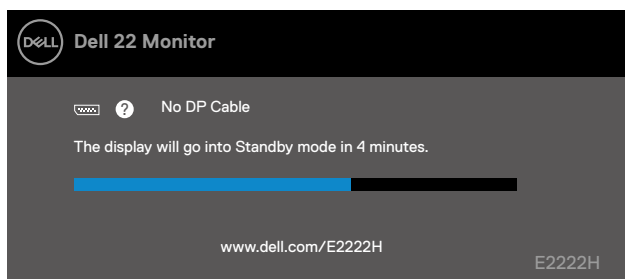 DELL Dell 22 Monitor
? No DP Cable
The display will go into Standby mode in 4 minutes.
www.dell.com/E2222H
E2222H